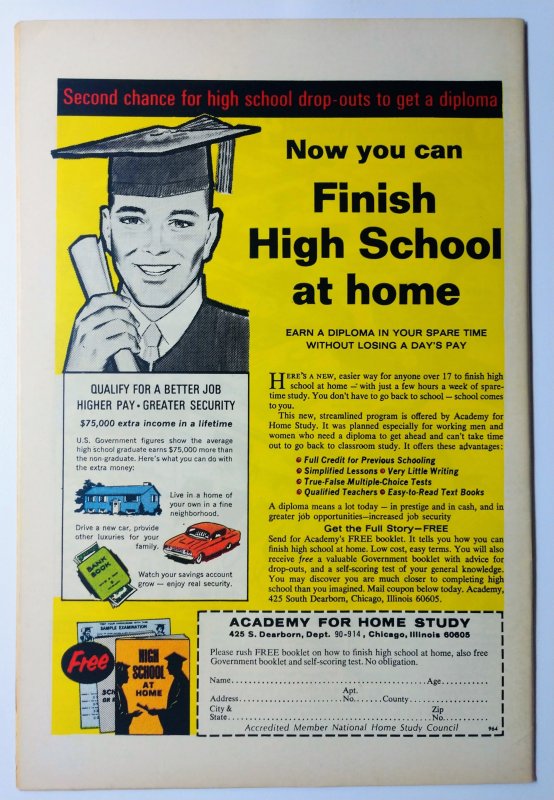 Second chance for high school drop-outs to get a diploma
Now you can
Finish
High School
at home
EARN A DIPLOMA IN YOUR SPARE TIME
WITHOUT LOSING A DAY'S PAY
HERE'S A NEW, easier way for anyone over 17 to finish high
school at home — with just a few hours a week of spare-
time study. You don't have to go back to school — school comes
to you.
This new, streamlined program is offered by Academy for
Home Study. It was planned especially for working men and
women who need a diploma to get ahead and can't take time
out to go back to classroom study. It offers these advantages:
Full Credit for Previous Schooling
Simplified Lessons Very Little Writing
True-False Multiple-Choice Tests
Qualified Teachers Easy-to-Read Text Books
A diploma means a lot today – in prestige and in cash, and in
greater job opportunities—increased job security
Get the Full Story—FREE
Send for Academy's FREE booklet. It tells you how you can
finish high school at home. Low cost, easy terms. You will also
receive free a valuable Government booklet with advice for
drop-outs, and a self-scoring test of your general knowledge.
You may discover you are much closer to completing high
school than you imagined. Mail coupon below today. Academy,
425 South Dearborn, Chicago, Illinois 60605.
QUALIFY FOR A BETTER JOB
HIGHER PAY • GREATER SECURITY
$75,000 extra income in a lifetime
U.S. Government figures show the average
high school graduate earns $75,000 more than
the non-graduate. Here's what you can do with
the extra money:
Live in a home of
your own in a fine
neighborhood.
Drive a new car, provide
other luxuries for your
family.
BANK
BOOK
Watch your savings account
grow — enjoy real security.
SAMPLE EXAMINATION
Free
HIGH
SCHOOL
AT
HOME
ACADEMY FOR HOME STUDY
425 S. Dearborn, Dept. 90-914, Chicago, Illinois 60605
Please rush FREE booklet on how to finish high school at home, also free
Government booklet and self-scoring test. No obligation.
Name Age
Apt.
Address No. County
City & Zip
State No.
Accredited Member National Home Study Council 964